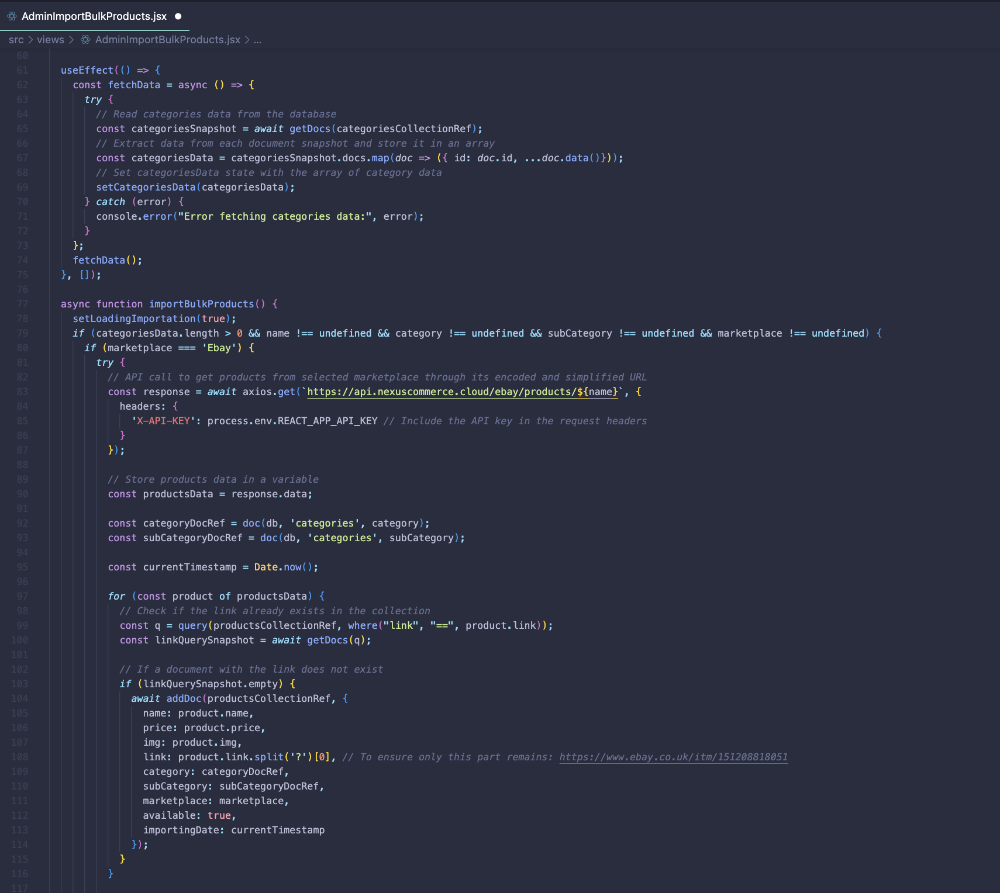 AdminImportBulkProducts.jsx
src > views > AdminImportBulkProducts.jsx > ...
60
61 useEffect(() => {
62 const fetchData = async () => {
63 try {
64 // Read categories data from the database
65 const categoriesSnapshot = await getDocs(categoriesCollectionRef);
66 // Extract data from each document snapshot and store it in an array
67 const categoriesData = categoriesSnapshot.docs.map(doc => ({ id: doc.id, ...doc.data()}));
68 // Set categoriesData state with the array of category data
69 setCategoriesData(categoriesData);
70 } catch (error) {
71 console.error("Error fetching categories data:", error);
72 }
73 };
74 fetchData();
75 }, []);
76
77 async function importBulkProducts() {
78 setLoadingImportation(true);
79 if (categoriesData.length > 0 && name !== undefined && category !== undefined && subCategory !== undefined && marketplace !== undefined) {
80 if (marketplace === 'Ebay') {
81 try {
82 // API call to get products from selected marketplace through its encoded and simplified URL
83 const response = await axios.get(`https://api.nexuscommerce.cloud/ebay/products/${name}`, {
84 headers: {
85 'X-API-KEY': process.env.REACT_APP_API_KEY // Include the API key in the request headers
86 }
87 });
88
89 // Store products data in a variable
90 const productsData = response.data;
91
92 const categoryDocRef = doc(db, 'categories', category);
93 const subCategoryDocRef = doc(db, 'categories', subCategory);
94
95 const currentTimestamp = Date.now();
96
97 for (const product of productsData) {
98 // Check if the link already exists in the collection
99 const q = query(productsCollectionRef, where("link", "==", product.link));
100 const linkQuerySnapshot = await getDocs(q);
101
102 // If a document with the link does not exist
103 if (linkQuerySnapshot.empty) {
104 await addDoc(productsCollectionRef, {
105 name: product.name,
106 price: product.price,
107 img: product.img,
108 link: product.link.split('?')[0], // To ensure only this part remains: https://www.ebay.co.uk/itm/151208818051
109 category: categoryDocRef,
110 subCategory: subCategoryDocRef,
111 marketplace: marketplace,
112 available: true,
113 importingDate: currentTimestamp
114 });
115 }
116 }
117